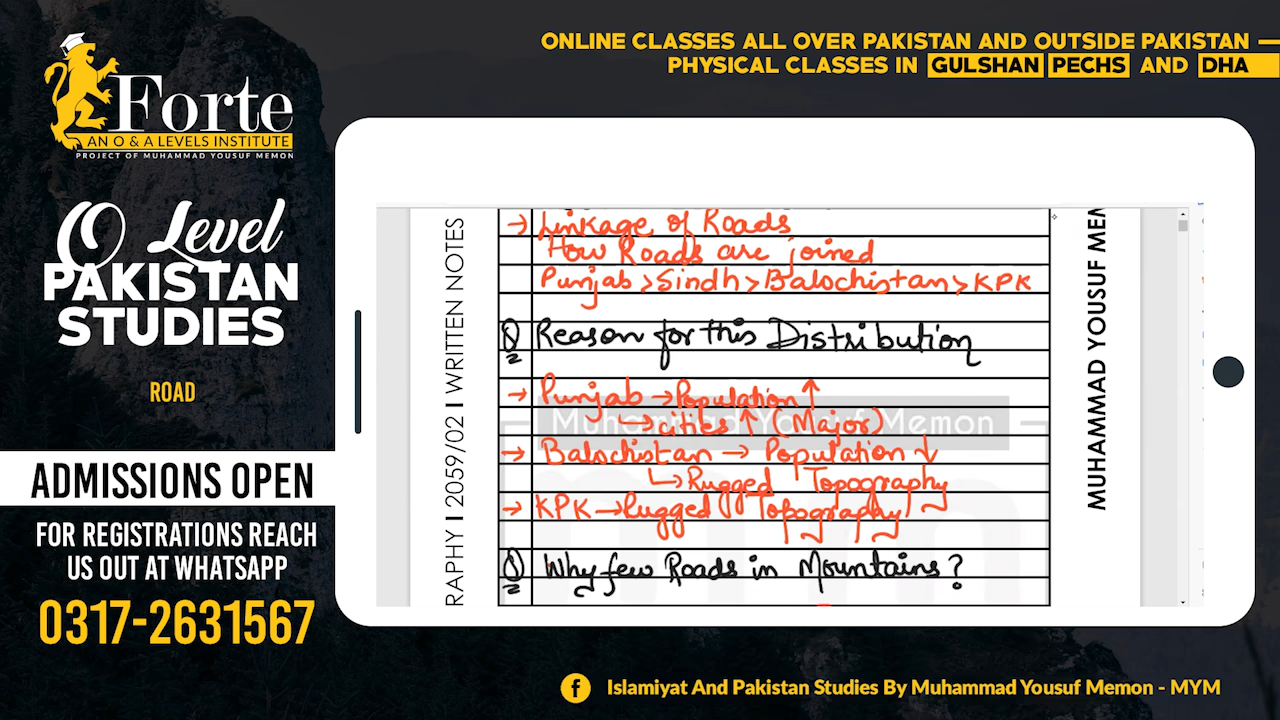 Forte
AN O & A LEVELS INSTITUTE
PROJECT OF MUHAMMAD YOUSUF MEMON
O Level
PAKISTAN
STUDIES
ROAD
ADMISSIONS OPEN
FOR REGISTRATIONS REACH
US OUT AT WHATSAPP
0317-2631567
ONLINE CLASSES ALL OVER PAKISTAN AND OUTSIDE PAKISTAN
PHYSICAL CLASSES IN GULSHAN PECHS AND DHA
RAPHY I 2059/02 I WRITTEN NOTES
→ Linkage of Roads
How Roads are joined
Punjab > Sindh > Balochistan > KPK
Q Reason for this Distribution
→ Punjab → Population ↑
↳ cities ↑ (Major)
Muhammad Yousuf Memon
→ Balochistan → Population ↓
↳ Rugged Topography
→ KPK → Rugged Topography
Q Why few Roads in Mountains?
MUHAMMAD YOUSUF MEM
Islamiyat And Pakistan Studies By Muhammad Yousuf Memon - MYM